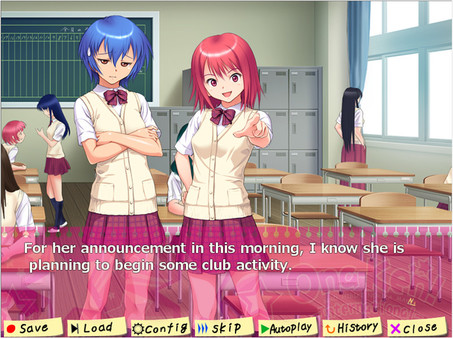 For her announcement in this morning, I know she is
planning to begin some club activity.
Save
Load
Config
Skip
Autoplay
History
Close